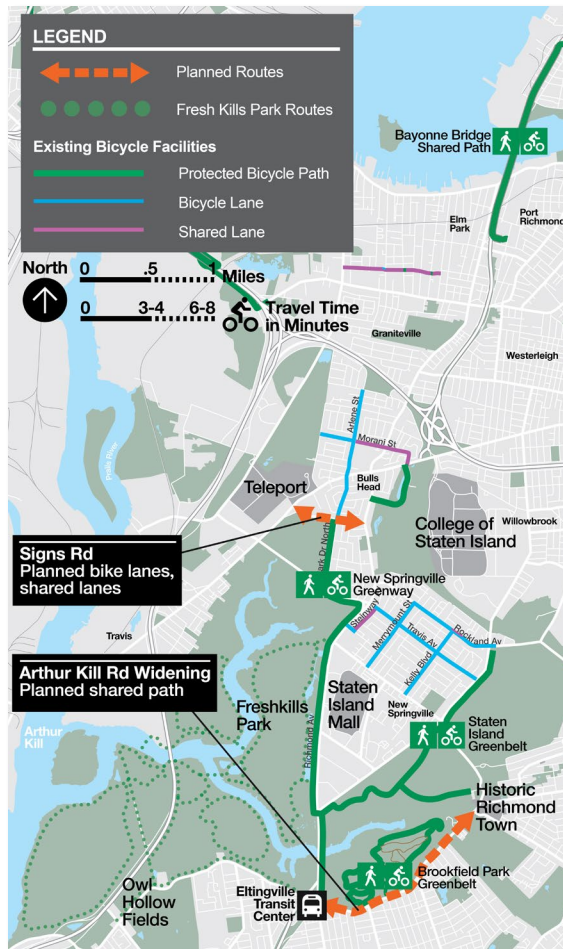 LEGEND
Planned Routes
Fresh Kills Park Routes
Existing Bicycle Facilities
Protected Bicycle Path
Bicycle Lane
Shared Lane
Bayonne Bridge
Shared Path
Elm
Park
Port
Richmond
North
0 .5 1 Miles
0 3-4 6-8 Travel Time
in Minutes
Graniteville
Westerleigh
Arlene St
Morani St
Bulls
Head
Teleport
College of
Staten Island
Willowbrook
Signs Rd
Planned bike lanes,
shared lanes
Park Dr North
New Springville
Greenway
Travis
Steinway
Merrymount St
Travis Av
Rockland Av
Kelly Blvd
Arthur Kill Rd Widening
Planned shared path
Freshkills
Park
Richmond Av
Staten
Island
Mall
New
Springville
Staten
Island
Greenbelt
Arthur
Kill
Historic
Richmond
Town
Brookfield Park
Greenbelt
Owl
Hollow
Fields
Eltingville
Transit
Center